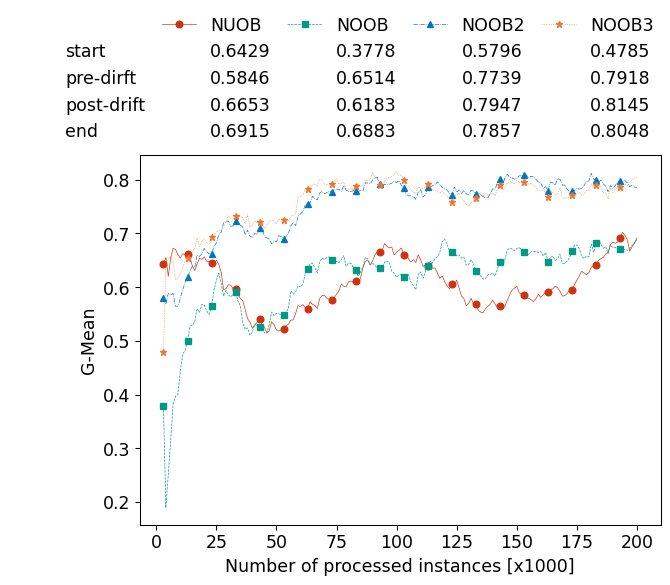 NUOB NOOB NOOB2 NOOB3
start 0.6429 0.3778 0.5796 0.4785
pre-dirft 0.5846 0.6514 0.7739 0.7918
post-drift 0.6653 0.6183 0.7947 0.8145
end 0.6915 0.6883 0.7857 0.8048
0.8
0.7
0.6
0.5
0.4
0.3
0.2
G-Mean
0 25 50 75 100 125 150 175 200
Number of processed instances [x1000]